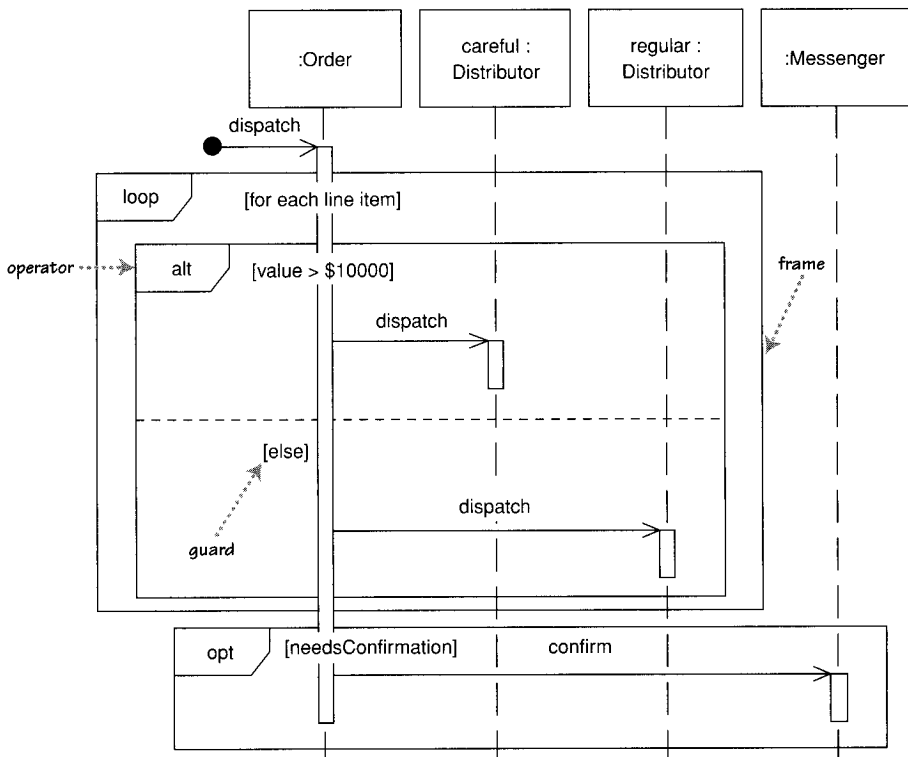 :Order
careful :
Distributor
regular :
Distributor
:Messenger
dispatch
loop
[for each line item]
operator
alt
[value > $10000]
frame
dispatch
[else]
dispatch
guard
opt
[needsConfirmation]
confirm